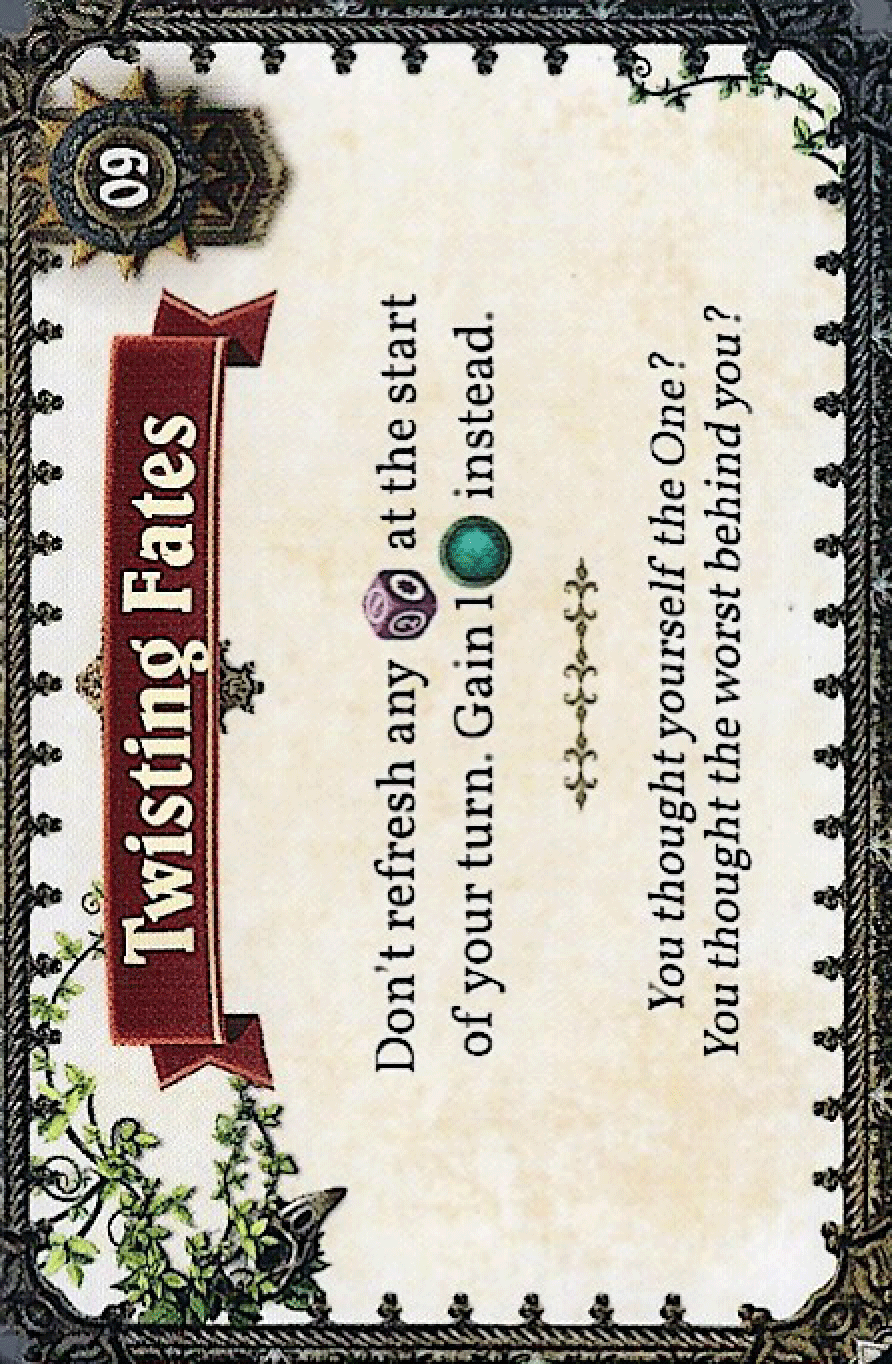 Twisting Fates
09
Don't refresh any at the start
of your turn. Gain 1 instead.
You thought yourself the One?
You thought the worst behind you?